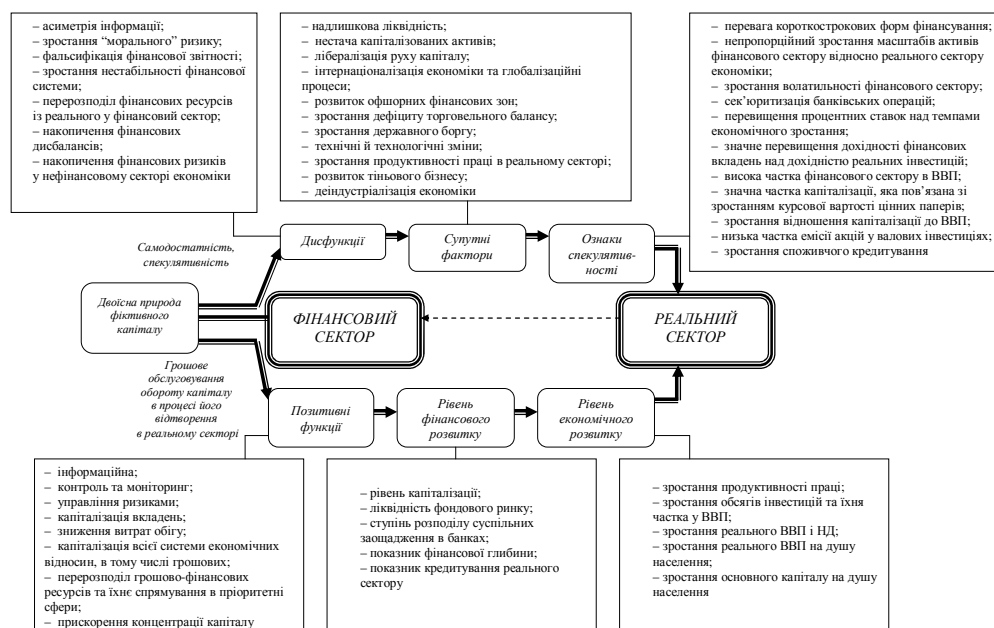 – асиметрія інформації;
– зростання “морального” ризику;
– фальсифікація фінансової звітності;
– зростання нестабільності фінансової
системи;
– перерозподіл фінансових ресурсів
із реального у фінансовий сектор;
– накопичення фінансових
дисбалансів;
– накопичення фінансових ризиків
у нефінансовому секторі економіки
– надлишкова ліквідність;
– нестача капіталізованих активів;
– лібералізація руху капіталу;
– інтернаціоналізація економіки та глобалізаційні
процеси;
– розвиток офшорних фінансових зон;
– зростання дефіциту торговельного балансу;
– зростання державного боргу;
– технічні й технологічні зміни;
– зростання продуктивності праці в реальному секторі;
– розвиток тіньового бізнесу;
– деіндустріалізація економіки
– перевага короткострокових форм фінансування;
– непропорційний зростання масштабів активів
фінансового сектору відносно реального сектору
економіки;
– зростання волатильності фінансового сектору;
– сек’юритизація банківських операцій;
– перевищення процентних ставок над темпами
економічного зростання;
– значне перевищення дохідності фінансових
вкладень над дохідністю реальних інвестицій;
– висока частка фінансового сектору в ВВП;
– значна частка капіталізації, яка пов’язана зі
зростанням курсової вартості цінних паперів;
– зростання відношення капіталізації до ВВП;
– низька частка емісії акцій у валових інвестиціях;
– зростання споживчого кредитування
Самодостатність,
спекулятивність
Дисфункції
Супутні
фактори
Ознаки
спекулятив-
ності
Двоїсна природа
фіктивного
капіталу
ФІНАНСОВИЙ
СЕКТОР
РЕАЛЬНИЙ
СЕКТОР
Грошове
обслуговування
обороту капіталу
в процесі його
відтворення
в реальному секторі
Позитивні
функції
Рівень
фінансового
розвитку
Рівень
економічного
розвитку
– інформаційна;
– контроль та моніторинг;
– управління ризиками;
– капіталізація вкладень;
– зниження витрат обігу;
– капіталізація всієї системи економічних
відносин, в тому числі грошових;
– перерозподіл грошово-фінансових
ресурсів та їхнє спрямування в пріоритетні
сфери;
– прискорення концентрації капіталу
– рівень капіталізації;
– ліквідність фондового ринку;
– ступінь розподілу суспільних
заощадження в банках;
– показник фінансової глибини;
– показник кредитування реального
сектору
– зростання продуктивності праці;
– зростання обсягів інвестицій та їхня
частка у ВВП;
– зростання реального ВВП і НД;
– зростання реального ВВП на душу
населення;
– зростання основного капіталу на душу
населення